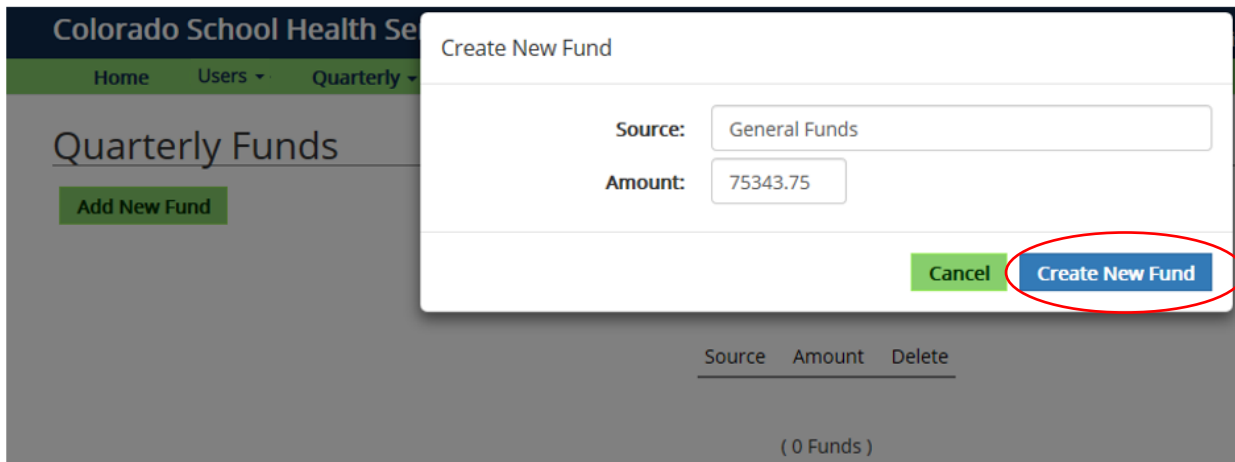 Colorado School Health Se
Home Users Quarterly
Quarterly Funds
Add New Fund
Create New Fund
Source: General Funds
Amount: 75343.75
Cancel Create New Fund
Source Amount Delete
( 0 Funds )